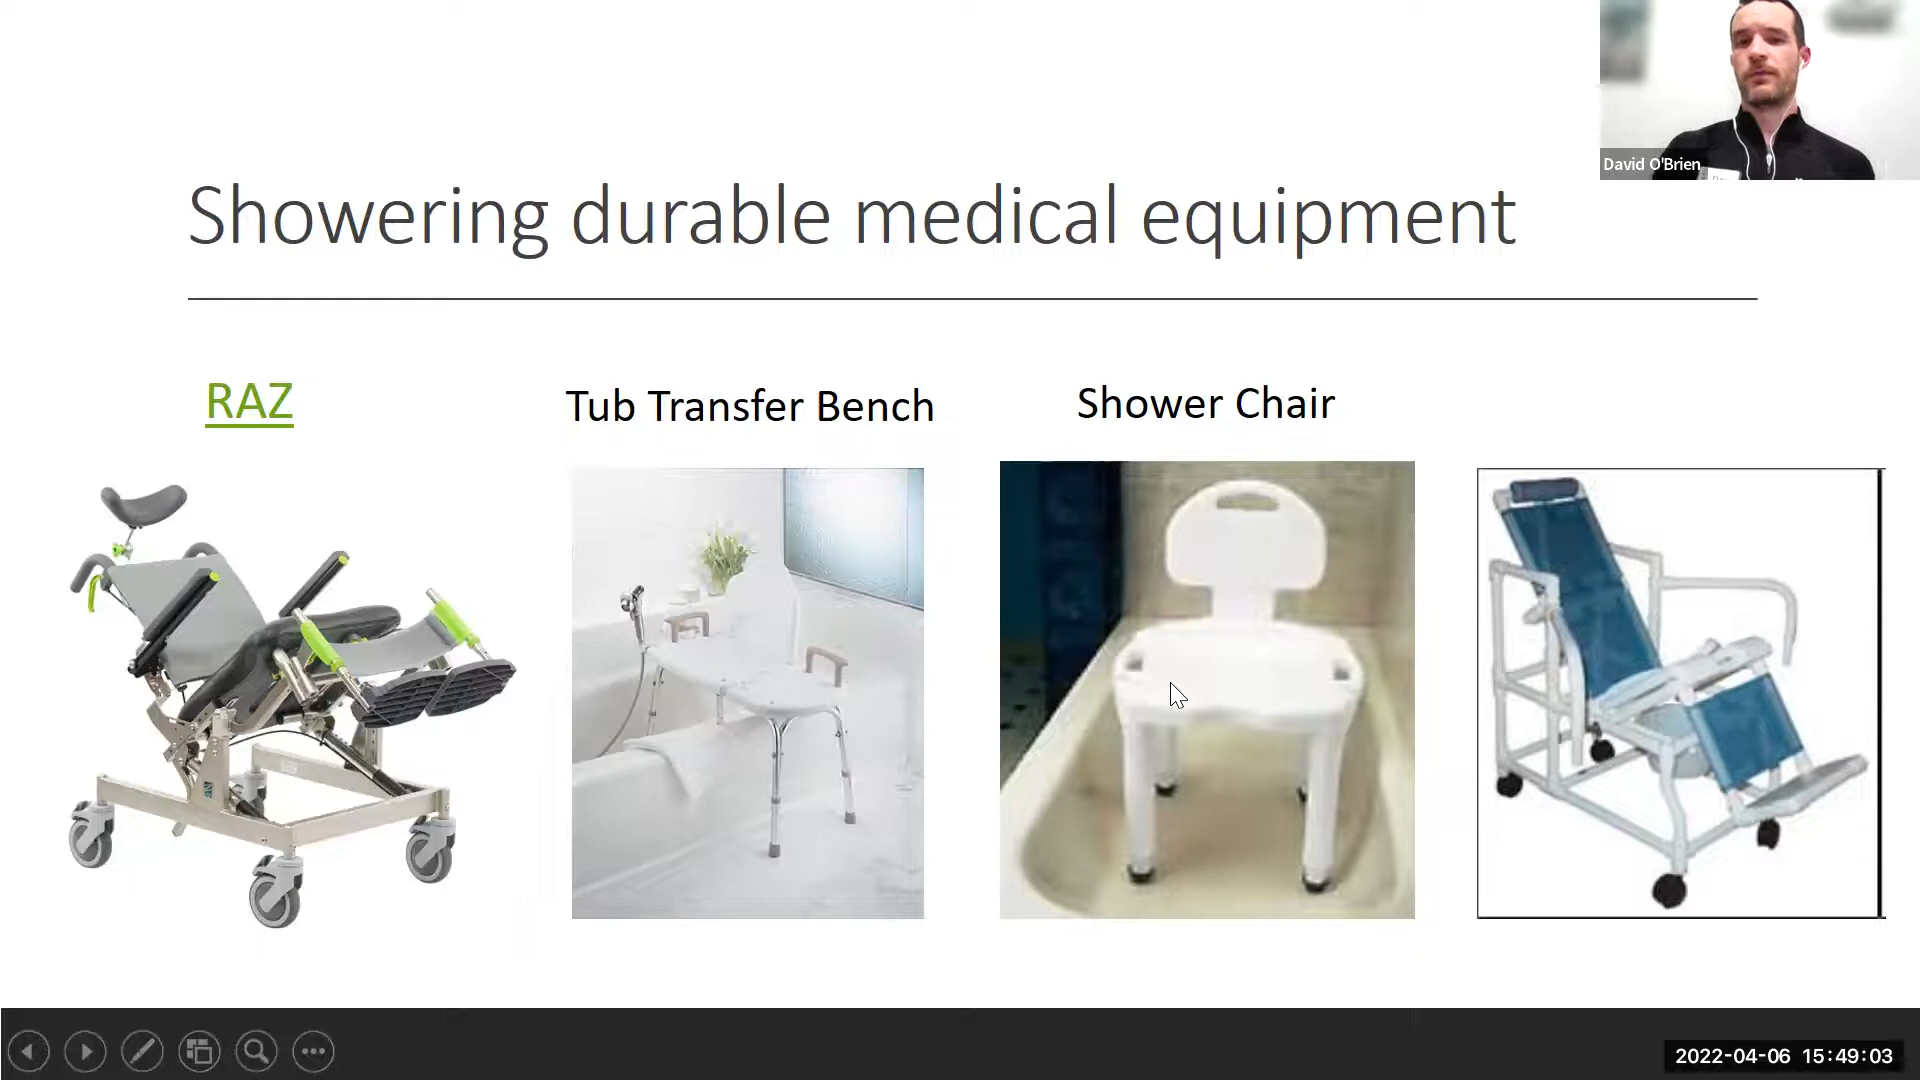 David O'Brien
Showering durable medical equipment
RAZ
Tub Transfer Bench
Shower Chair
2022-04-06 15:49:03